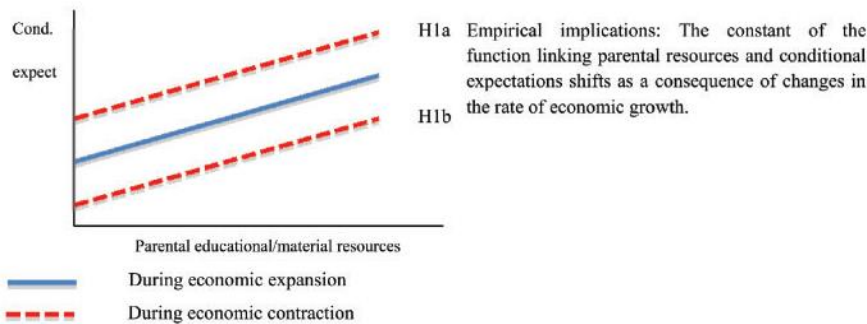 Cond.
expect
H1a
Empirical implications: The constant of the
function linking parental resources and conditional
expectations shifts as a consequence of changes in
the rate of economic growth.
H1b
Parental educational/material resources
During economic expansion
During economic contraction